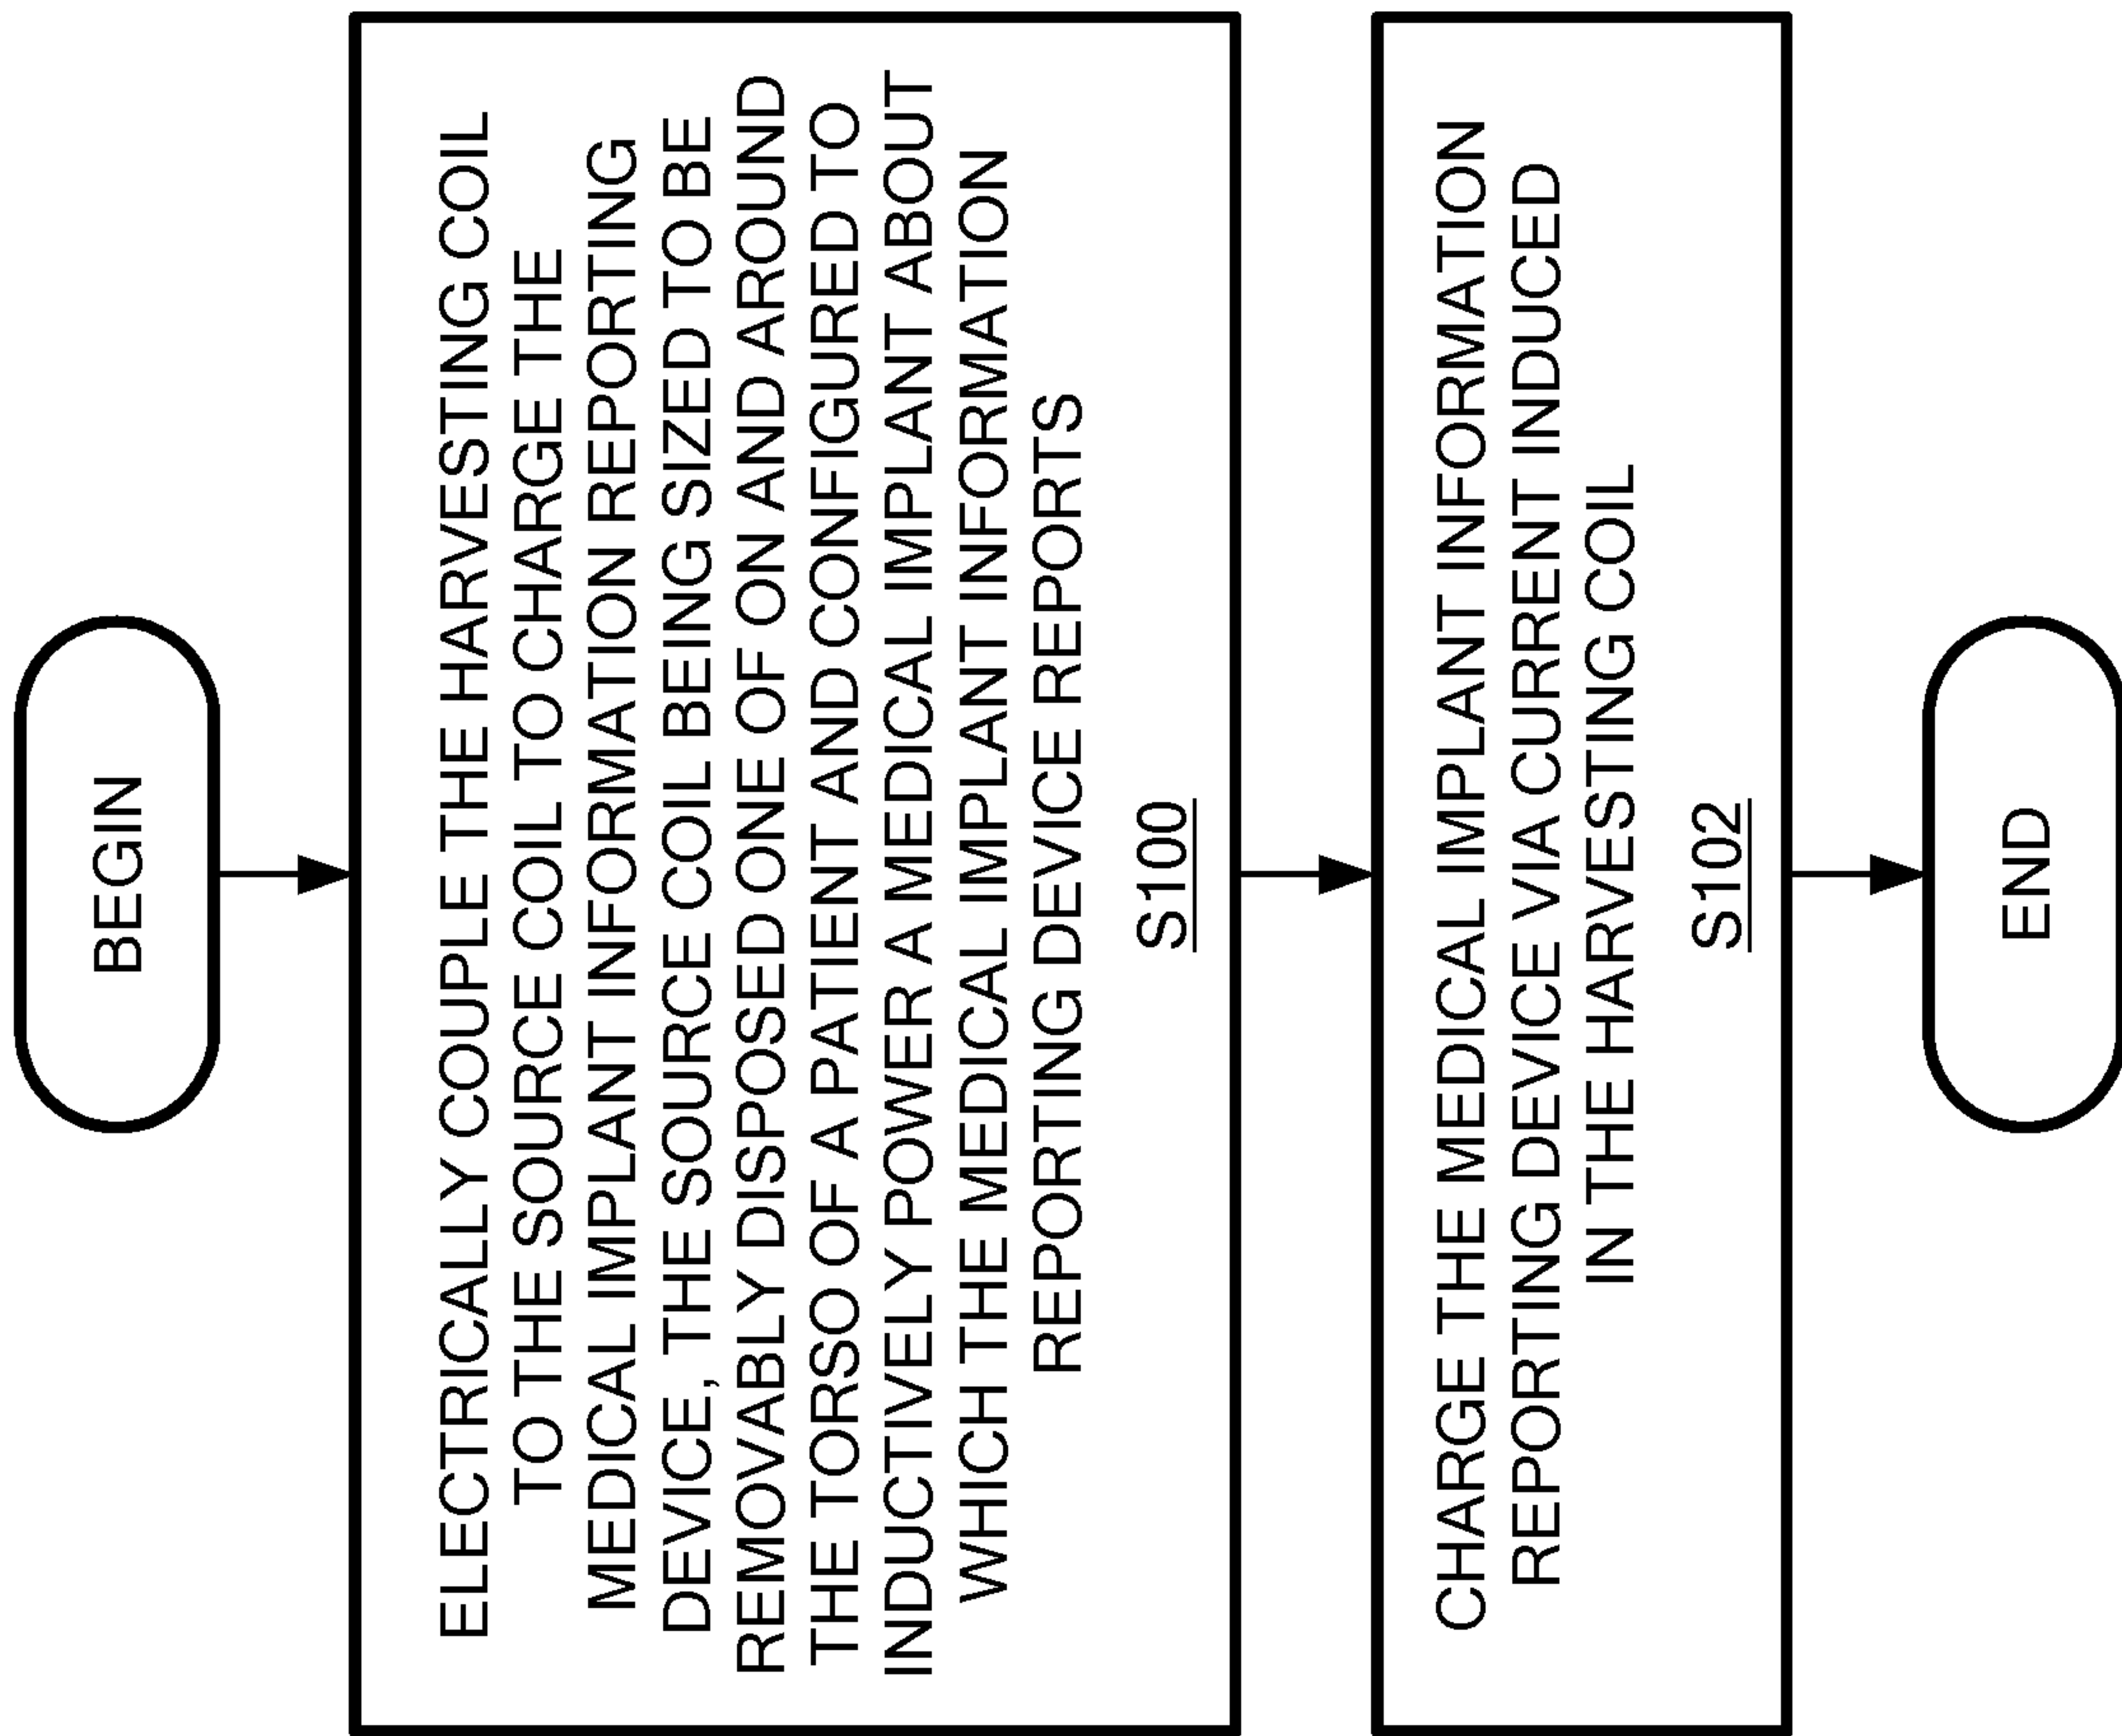 BEGIN
ELECTRICALLY COUPLE THE HARVESTING COIL
TO THE SOURCE COIL TO CHARGE THE
MEDICAL IMPLANT INFORMATION REPORTING
DEVICE, THE SOURCE COIL BEING SIZED TO BE
REMOVABLY DISPOSED ONE OF ON AND AROUND
THE TORSO OF A PATIENT AND CONFIGURED TO
INDUCTIVELY POWER A MEDICAL IMPLANT ABOUT
WHICH THE MEDICAL IMPLANT INFORMATION
REPORTING DEVICE REPORTS
S100
CHARGE THE MEDICAL IMPLANT INFORMATION
REPORTING DEVICE VIA CURRENT INDUCED
IN THE HARVESTING COIL
S102
END